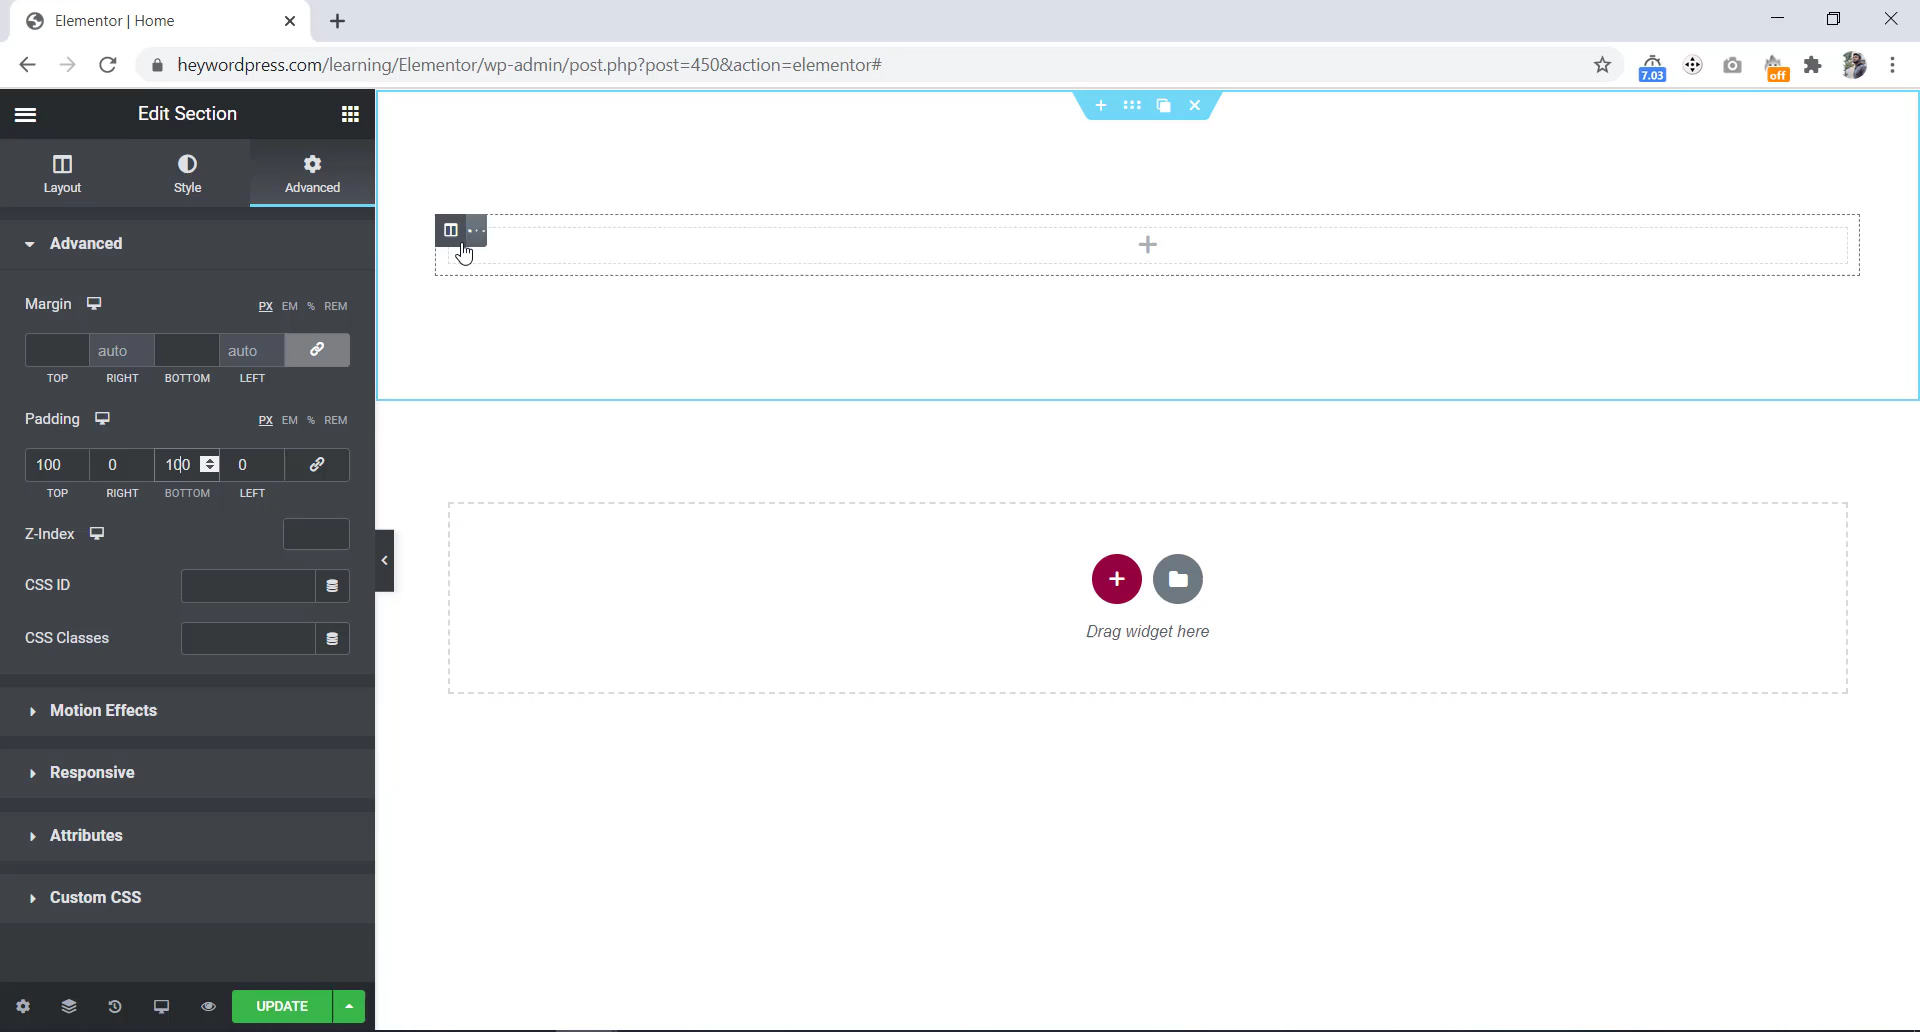 Elementor | Home
heywordpress.com/learning/Elementor/wp-admin/post.php?post=450&action=elementor#
7.03
off
Edit Section
Layout
Style
Advanced
Advanced
Margin PX EM % REM
auto auto
TOP RIGHT BOTTOM LEFT
Padding PX EM % REM
100 0 100 0
TOP RIGHT BOTTOM LEFT
Z-Index
CSS ID
CSS Classes
Motion Effects
Responsive
Attributes
Custom CSS
UPDATE
Drag widget here